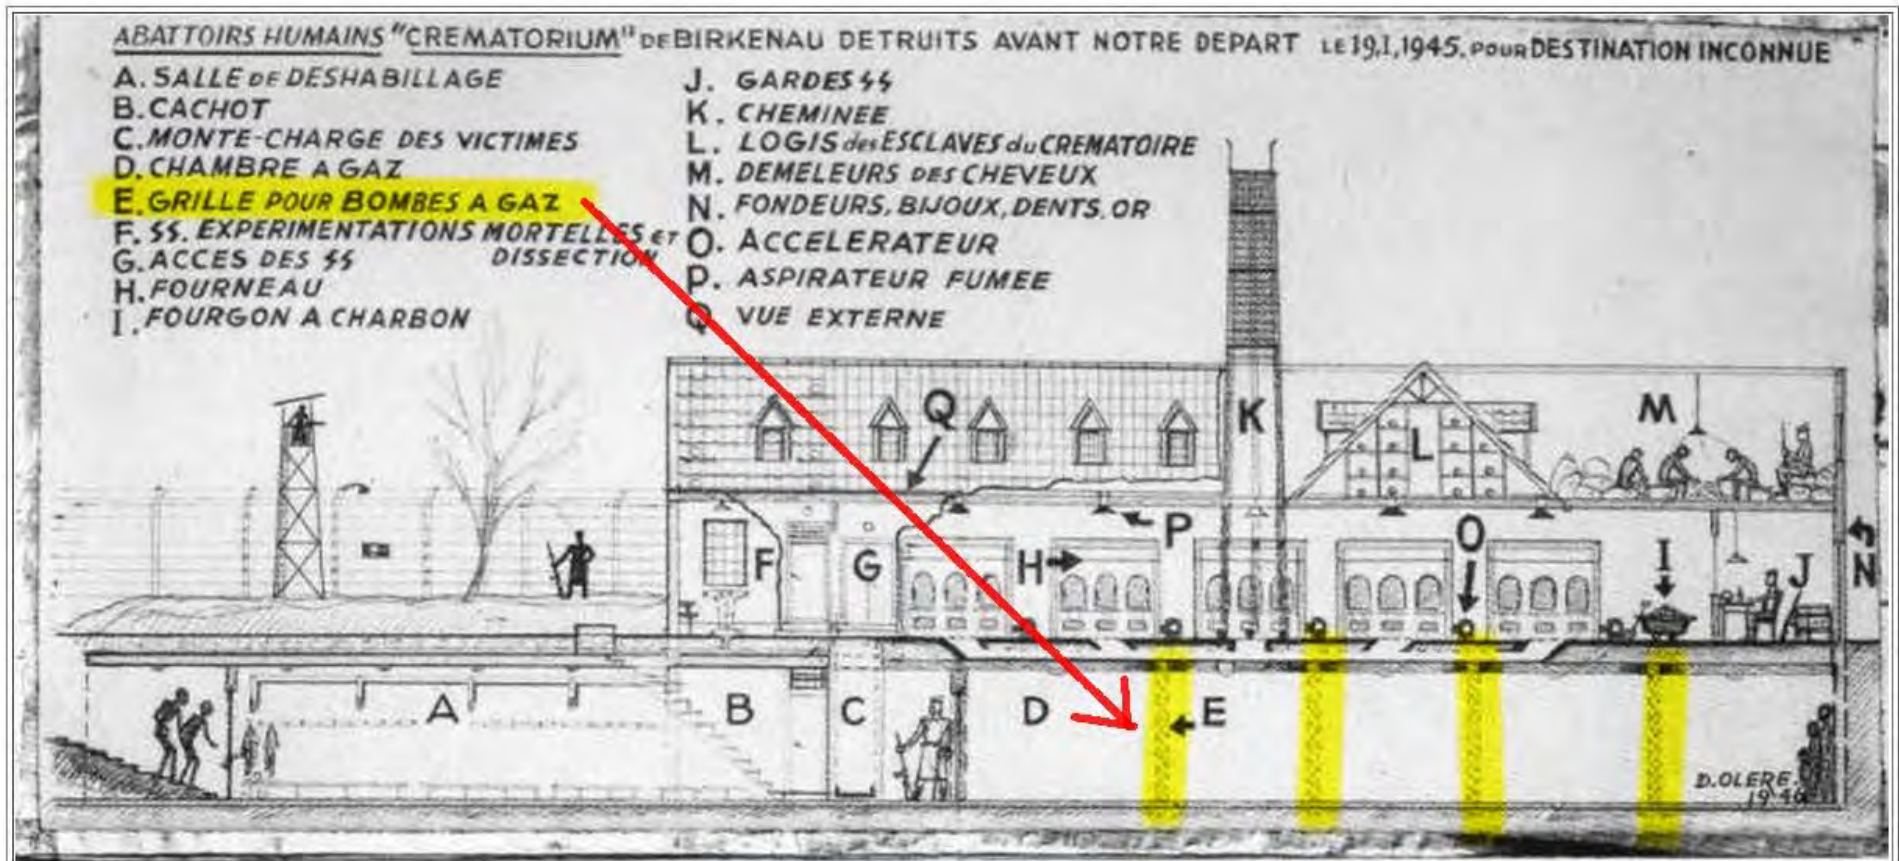 ABATTOIRS HUMAINS "CREMATORIUM" DE BIRKENAU DETRUITS AVANT NOTRE DEPART LE 19.I.1945. POUR DESTINATION INCONNUE
A. SALLE DE DESHABILLAGE
B. CACHOT
C. MONTE-CHARGE DES VICTIMES
D. CHAMBRE A GAZ
E. GRILLE POUR BOMBES A GAZ
F. SS. EXPERIMENTATIONS MORTELLES ET
DISSECTION
G. ACCES DES SS
H. FOURNEAU
I. FOURGON A CHARBON
J. GARDES SS
K. CHEMINEE
L. LOGIS des ESCLAVES du CREMATOIRE
M. DEMELEURS DES CHEVEUX
N. FONDEURS, BIJOUX, DENTS, OR
O. ACCELERATEUR
P. ASPIRATEUR FUMEE
Q VUE EXTERNE
Q
K
L
M
P
F
G
H
O
I
J
N
A
B
C
D
E
D. OLERE.